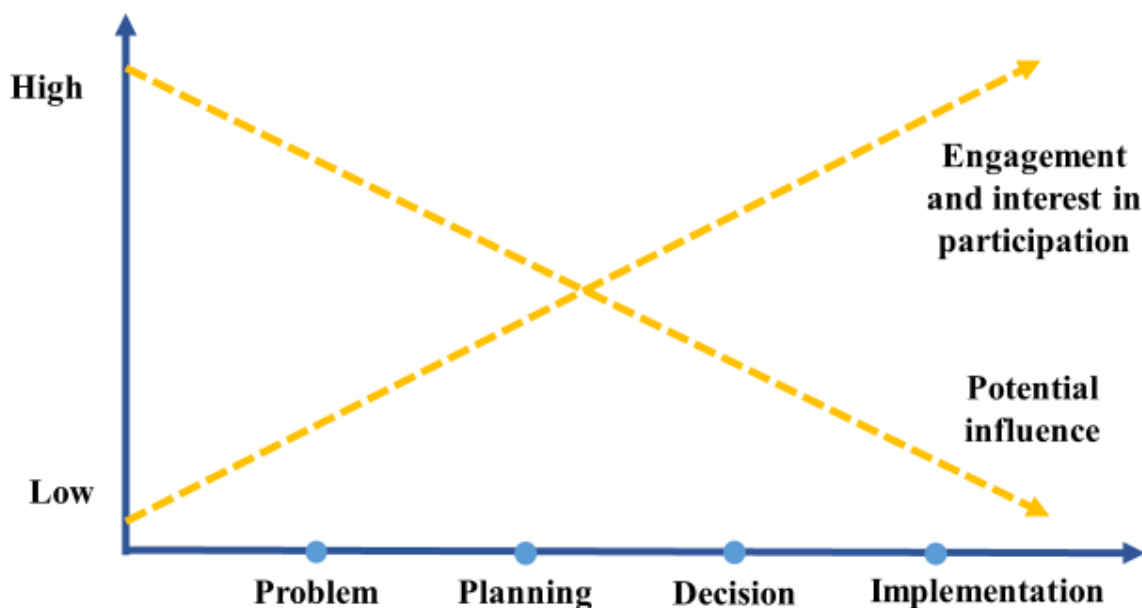 High
Engagement
and interest in
participation
Potential
influence
Low
Problem
Planning
Decision
Implementation